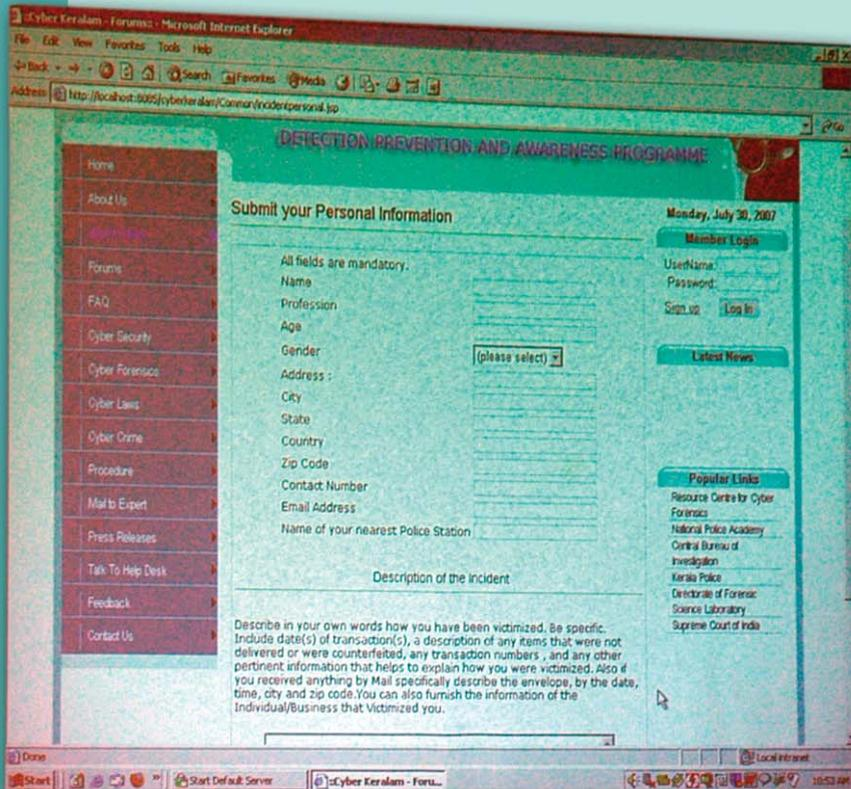 ::Cyber Keralam - Forums:: - Microsoft Internet Explorer
File Edit View Favorites Tools Help
Back Search Favorites Media
Address http://localhost:8085/cyberkeralam/Common/incidentpersonal.jsp Go
DETECTION PREVENTION AND AWARENESS PROGRAMME
Home
About Us
Forums
FAQ
Cyber Security
Cyber Forensics
Cyber Laws
Cyber Crime
Procedure
Mail to Expert
Press Releases
Talk To Help Desk
Feedback
Contact Us
Submit your Personal Information
All fields are mandatory.
Name
Profession
Age
Gender (please select)
Address :
City
State
Country
Zip Code
Contact Number
Email Address
Name of your nearest Police Station
Description of the Incident
Describe in your own words how you have been victimized. Be specific.
Include date(s) of transaction(s), a description of any items that were not
delivered or were counterfeited, any transaction numbers , and any other
pertinent information that helps to explain how you were victimized. Also if
you received anything by Mail specifically describe the envelope, by the date,
time, city and zip code.You can also furnish the information of the
Individual/Business that Victimized you.
Monday, July 30, 2007
Member Login
UserName:
Password:
Sign up Log In
Latest News
Popular Links
Resource Centre for Cyber
Forensics
National Police Academy
Central Bureau of
Investigation
Kerala Police
Directorate of Forensic
Science Laboratory
Supreme Court of India
Done Local intranet
Start Start Default Server ::Cyber Keralam - Foru... 10:53 AM